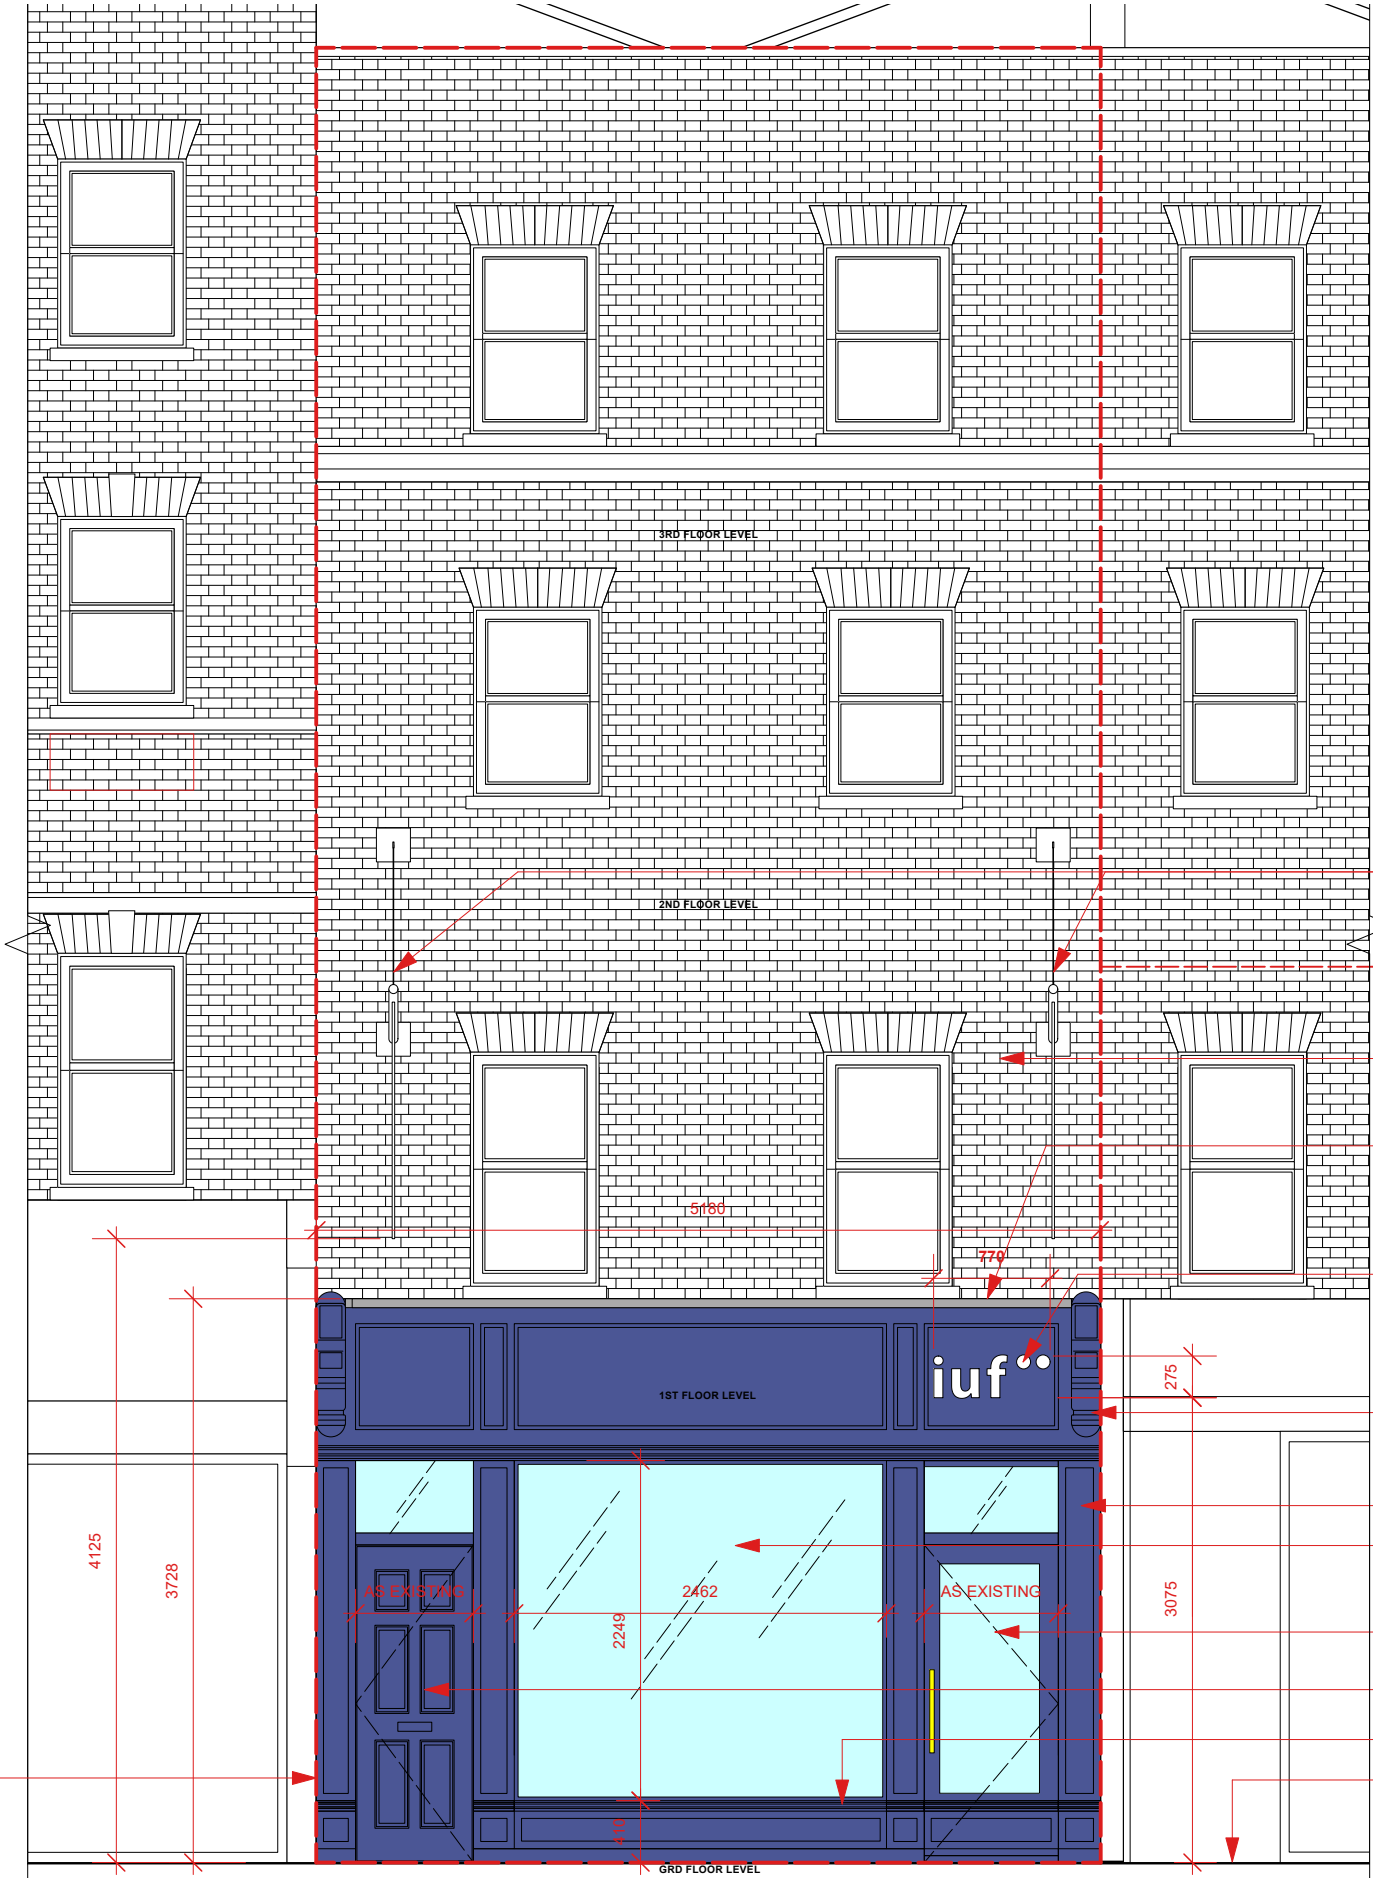 3RD FLOOR LEVEL
2ND FLOOR LEVEL
5180
770
iuf
275
1ST FLOOR LEVEL
4125
3728
AS EXISTING
2462
AS EXISTING
2249
3075
GRD FLOOR LEVEL